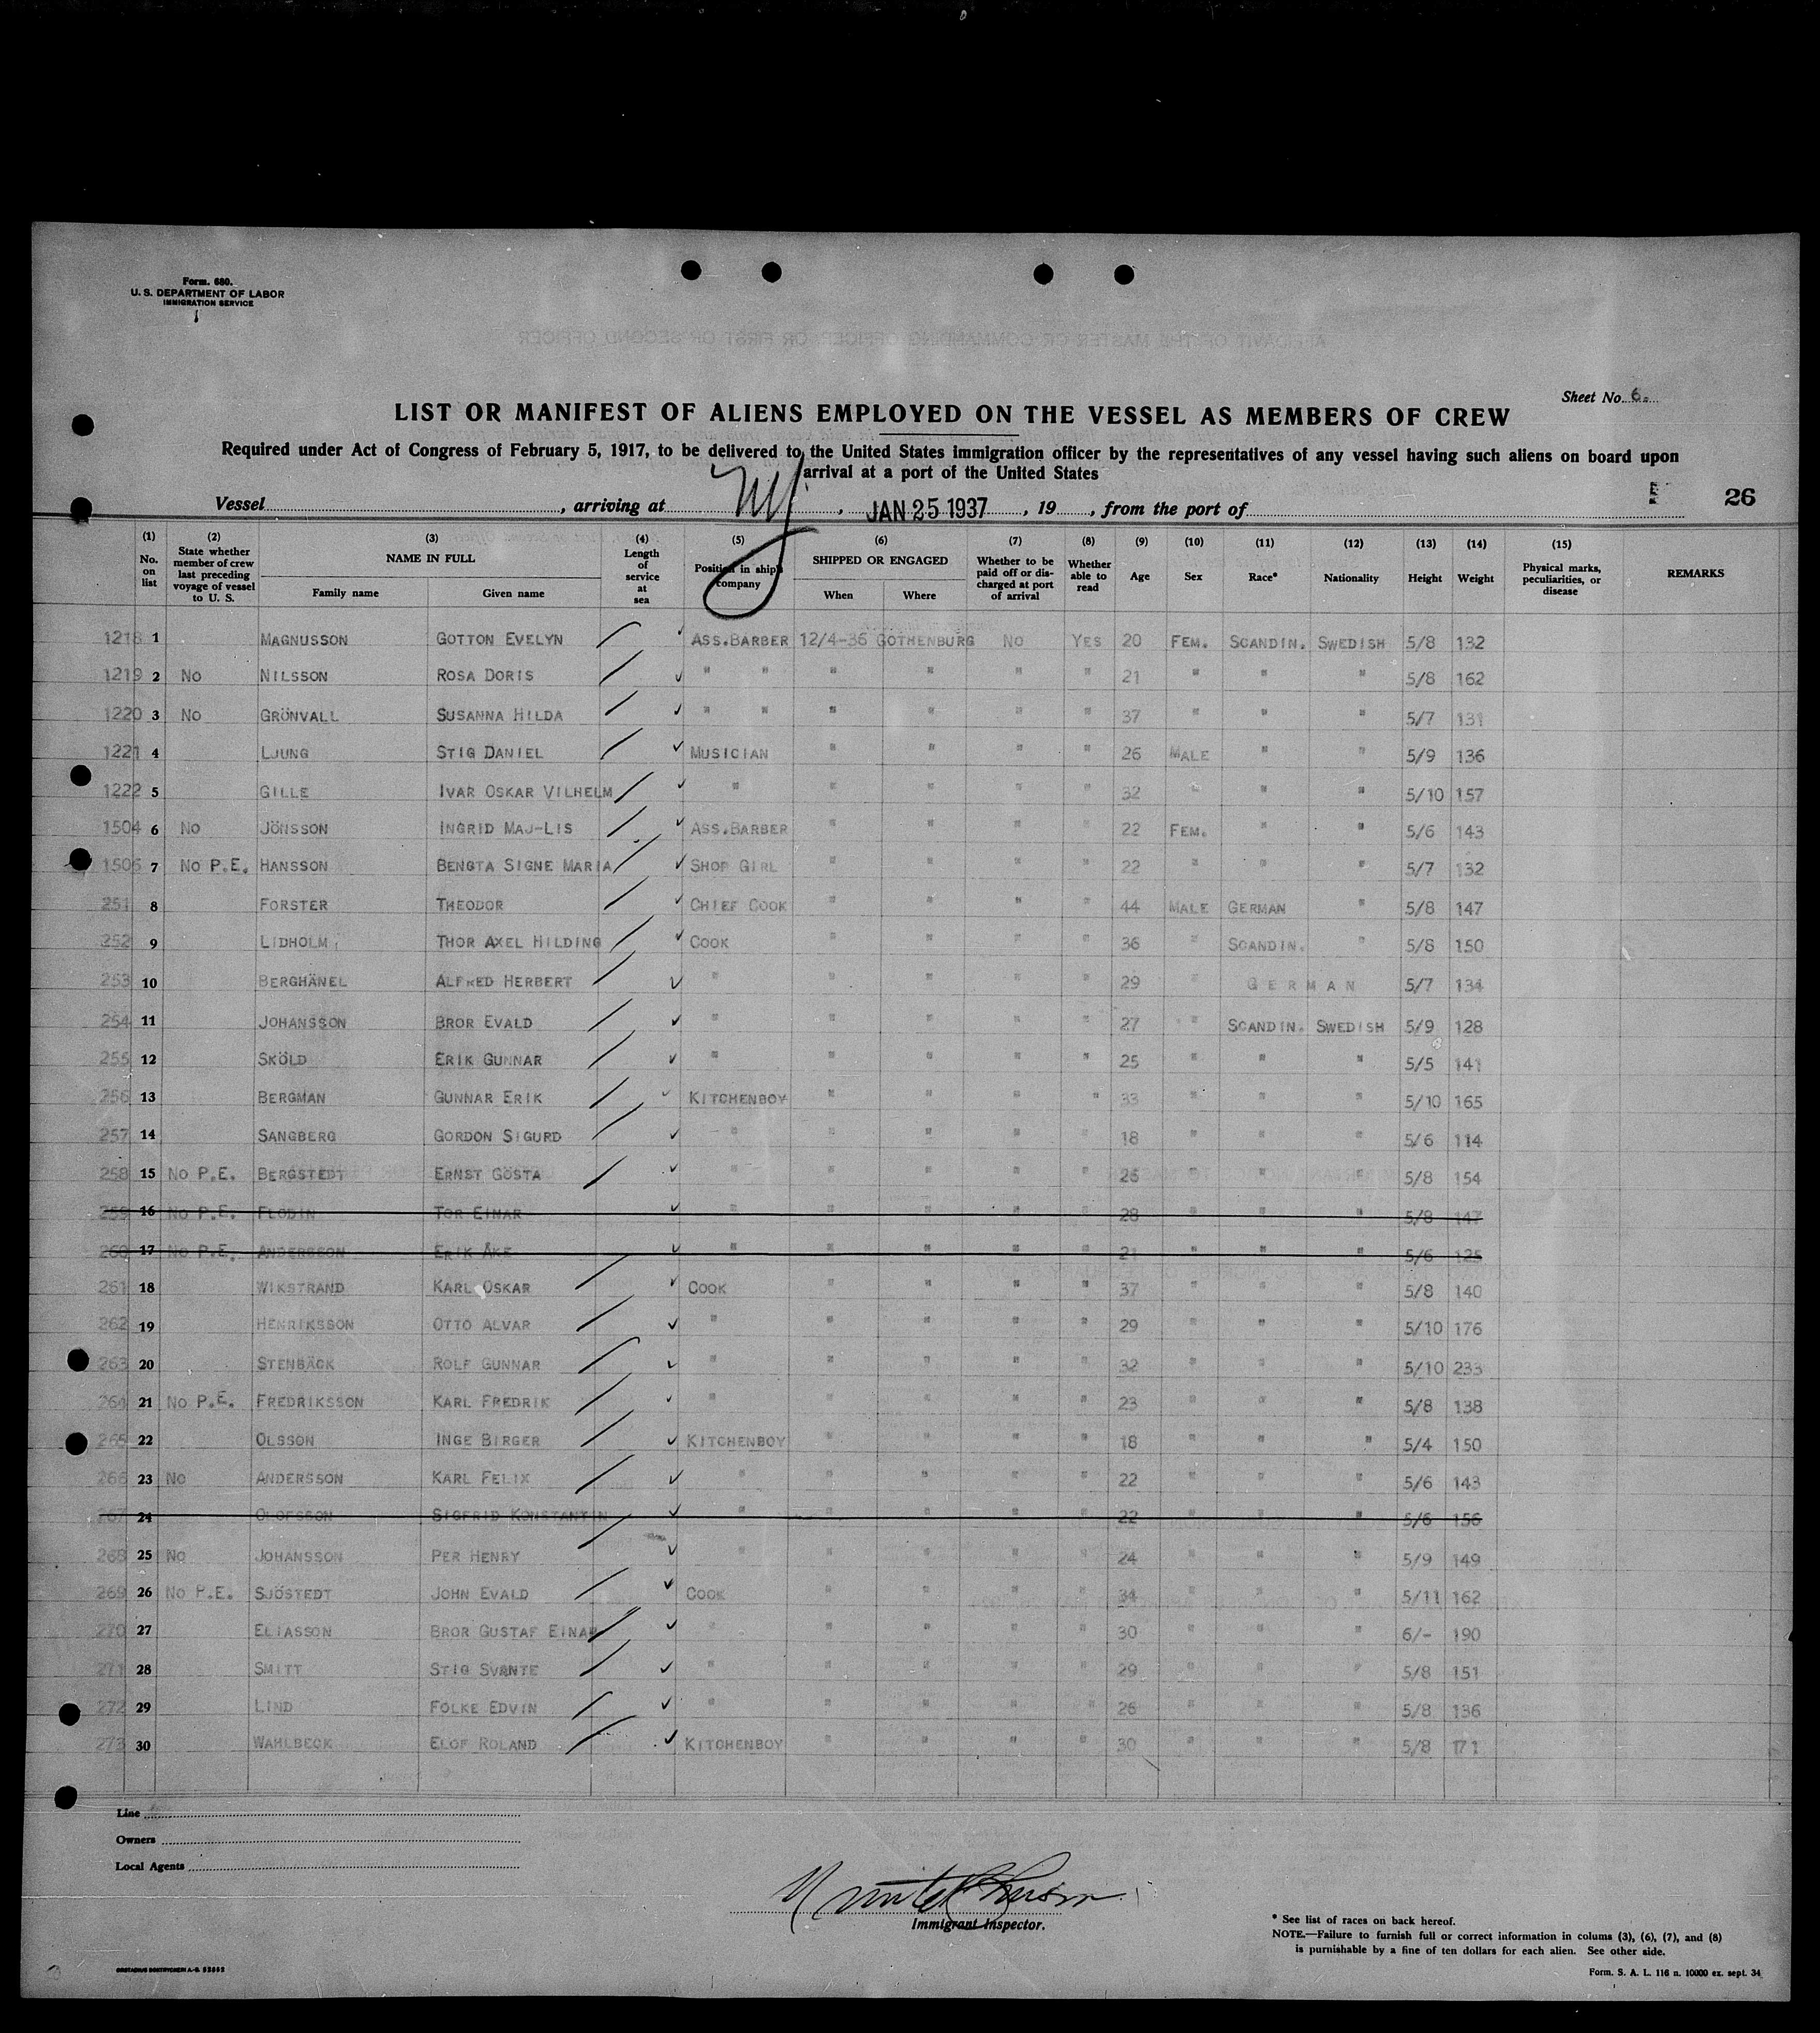 Form. 680.
U. S. DEPARTMENT OF LABOR
IMMIGRATION SERVICE
AFFIDAVIT OF THE MASTER OR COMMANDING OFFICER, OR FIRST OR SECOND OFFICER
Sheet No. 6.
LIST OR MANIFEST OF ALIENS EMPLOYED ON THE VESSEL AS MEMBERS OF CREW
Required under Act of Congress of February 5, 1917, to be delivered to the United States immigration officer by the representatives of any vessel having such aliens on board upon
arrival at a port of the United States
Vessel, arriving at NY, JAN 25 1937, 19, from the port of 26
(1) No. on list (2) State whether member of crew last preceding voyage of vessel to U. S. (3) NAME IN FULL Family name Given name (4) Length of service at sea (5) Position in ship's company (6) SHIPPED OR ENGAGED When Where (7) Whether to be paid off or discharged at port of arrival (8) Whether able to read (9) Age (10) Sex (11) Race* (12) Nationality (13) Height (14) Weight (15) Physical marks, peculiarities, or disease REMARKS
1218 1 MAGNUSSON GOTTON EVELYN ASS.BARBER 12/4-36 GOTHENBURG NO YES 20 FEM. SCANDIN. SWEDISH 5/8 132
1219 2 NO NILSSON ROSA DORIS " " " " " " 21 " " " 5/8 162
1220 3 NO GRÖNVALL SUSANNA HILDA " " " " " " 37 " " " 5/7 131
1221 4 LJUNG STIG DANIEL MUSICIAN " " " " 26 MALE " " 5/9 136
1222 5 GILLE IVAR OSKAR VILHELM " " " " " 32 " " " 5/10 157
1504 6 NO JÖNSSON INGRID MAJ-LIS ASS.BARBER " " " " 22 FEM. " " 5/6 143
1506 7 NO P.E. HANSSON BENGTA SIGNE MARIA SHOP GIRL " " " " 22 " " " 5/7 132
251 8 FORSTER THEODOR CHIEF COOK " " " " 44 MALE GERMAN " 5/8 147
252 9 LIDHOLM THOR AXEL HILDING COOK " " " " 36 " SCANDIN. " 5/8 150
253 10 BERGHÄNEL ALFRED HERBERT " " " " " 29 " GERMAN 5/7 134
254 11 JOHANSSON BROR EVALD " " " " " 27 " SCANDIN. SWEDISH 5/9 128
255 12 SKÖLD ERIK GUNNAR " " " " " 25 " " " 5/5 141
256 13 BERGMAN GUNNAR ERIK KITCHENBOY " " " " 33 " " " 5/10 165
257 14 SANGBERG GORDON SIGURD " " " " " 18 " " " 5/6 114
258 15 NO P.E. BERGSTEDT ERNST GÖSTA " " " " " 25 " " " 5/8 154
259 16 NO P.E. FLODIN TOR EINAR " " " " " 28 " " " 5/8 147
260 17 NO P.E. ANDERSSON ERIK ÅKE " " " " " 21 " " " 5/6 125
261 18 WIKSTRAND KARL OSKAR COOK " " " " 37 " " " 5/8 140
262 19 HENRIKSSON OTTO ALVAR " " " " " 29 " " " 5/10 176
263 20 STENBÄCK ROLF GUNNAR " " " " " 32 " " " 5/10 233
264 21 NO P.E. FREDRIKSSON KARL FREDRIK " " " " " 23 " " " 5/8 138
265 22 OLSSON INGE BIRGER KITCHENBOY " " " " 18 " " " 5/4 150
266 23 NO ANDERSSON KARL FELIX " " " " " 22 " " " 5/6 143
267 24 OLOFSSON SIGFRID KONSTANTIN " " " " " 22 " " " 5/6 156
268 25 NO JOHANSSON PER HENRY " " " " " 24 " " " 5/9 149
269 26 NO P.E. SJÖSTEDT JOHN EVALD COOK " " " " 34 " " " 5/11 162
270 27 ELIASSON BROR GUSTAF EINAR " " " " " 30 " " " 6/- 190
271 28 SMITT STIG SVANTE " " " " " 29 " " " 5/8 151
272 29 LIND FOLKE EDVIN " " " " " 26 " " " 5/8 136
273 30 WAHLBECK ELOF ROLAND KITCHENBOY " " " " 30 " " " 5/8 171
Line
Owners
Local Agents
Immigrant Inspector.
* See list of races on back hereof.
NOTE.—Failure to furnish full or correct information in colums (3), (6), (7), and (8)
is purnishable by a fine of ten dollars for each alien. See other side.
Form. S. A. L. 116 n. 10000 ex. sept. 34